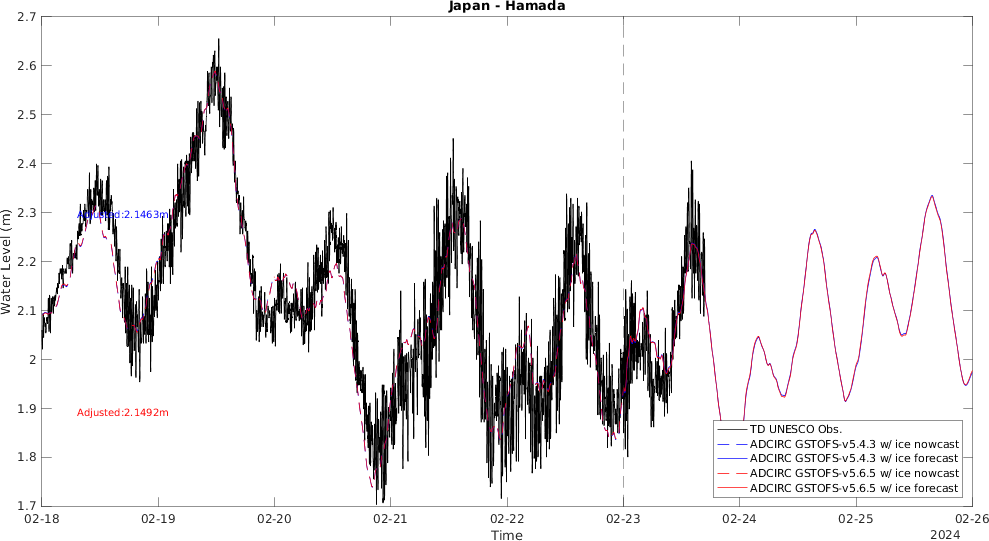 Japan - Hamada
2.7
2.6
2.5
2.4
2.3
2.2
2.1
2
1.9
1.8
1.7
Water Level (m)
Adjusted:2.1463m
Adjusted:2.1492m
TD UNESCO Obs.
ADCIRC GSTOFS-v5.4.3 w/ ice nowcast
ADCIRC GSTOFS-v5.4.3 w/ ice forecast
ADCIRC GSTOFS-v5.6.5 w/ ice nowcast
ADCIRC GSTOFS-v5.6.5 w/ ice forecast
02-18 02-19 02-20 02-21 02-22 02-23 02-24 02-25 02-26
Time
2024